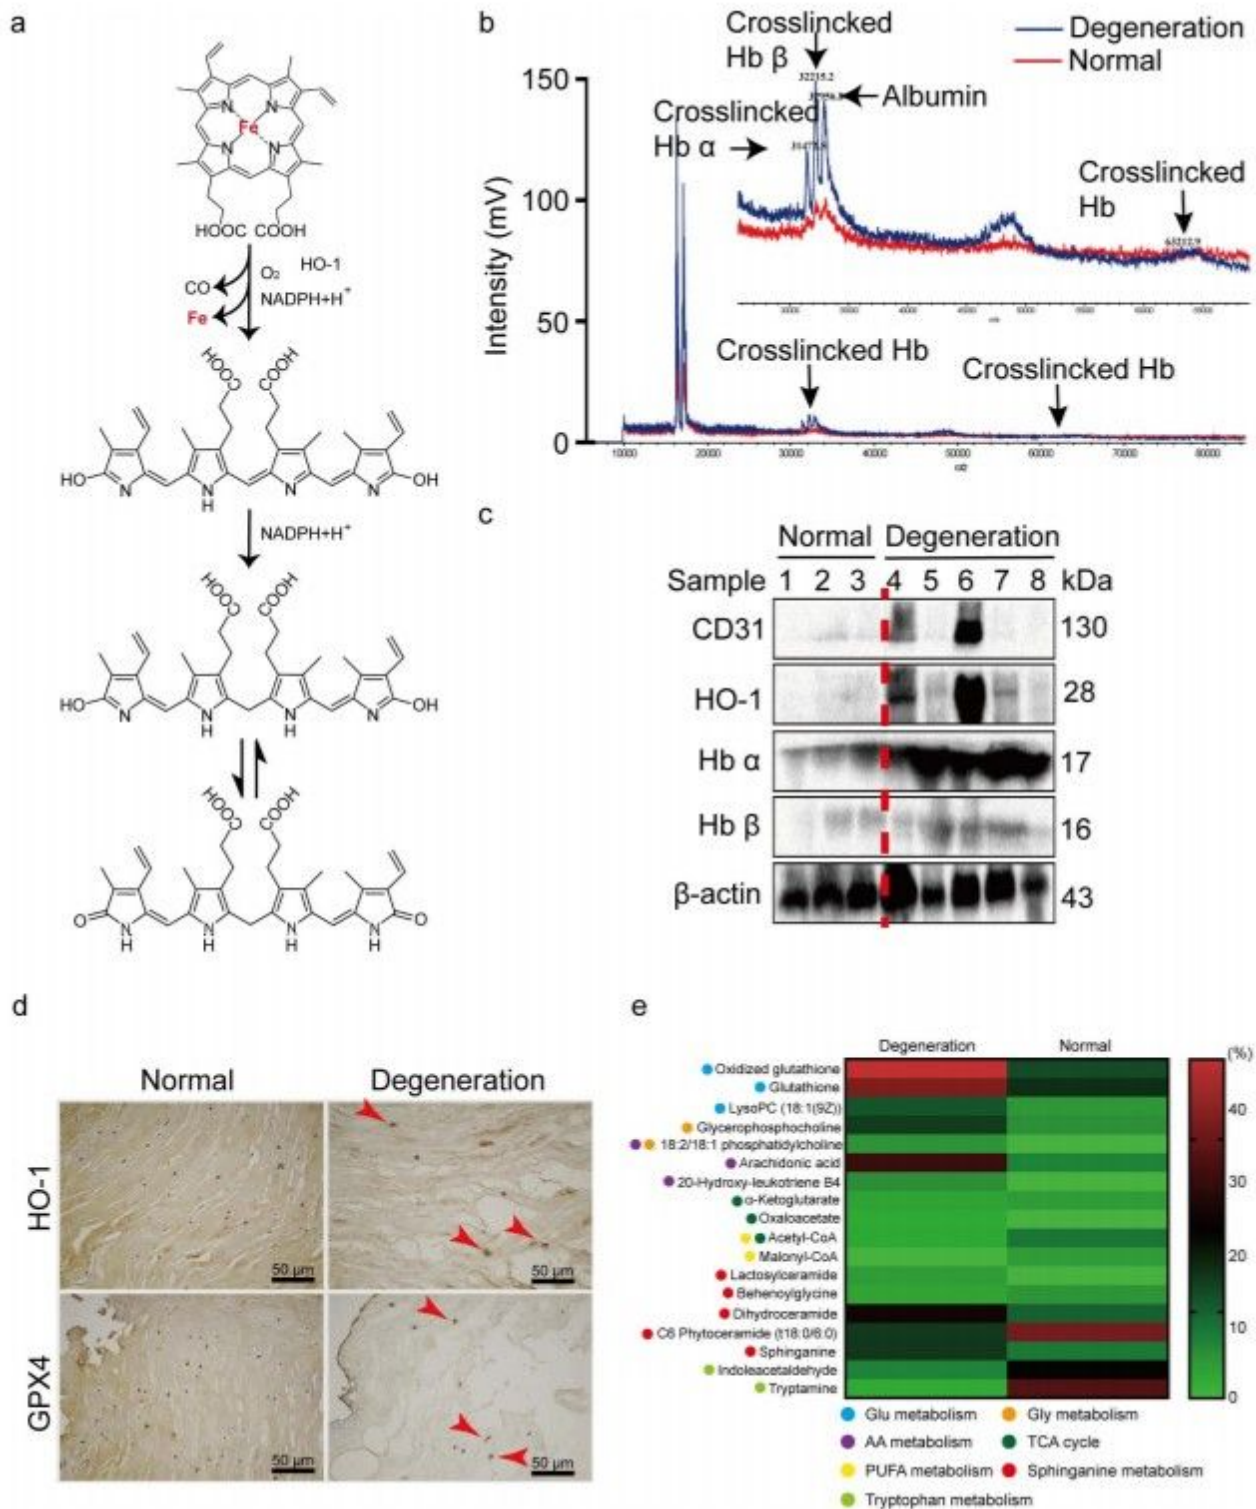 a
Fe
N
N
N
N
HOOC COOH
HO-1
O₂
CO
NADPH+H⁺
Fe
HOOC
COOH
HO
N
N
H
N
N
OH
NADPH+H⁺
HOOC
COOH
HO
N
N
H
N
H
N
OH
HOOC
COOH
O
N
H
N
H
N
H
N
H
O
b
Crosslincked
Hb β
Degeneration
Normal
32215.2
Albumin
Crosslincked
Hb α
Crosslincked
Hb
63212.9
Intensity (mV)
150
100
50
0
Crosslincked Hb
Crosslincked Hb
10000
20000
30000
40000
50000
60000
70000
80000
c
Normal
Degeneration
Sample
1
2
3
4
5
6
7
8
kDa
CD31
130
HO-1
28
Hb α
17
Hb β
16
β-actin
43
d
Normal
Degeneration
HO-1
50 μm
50 μm
GPX4
50 μm
50 μm
e
Degeneration
Normal
(%)
Oxidized glutathione
Glutathione
LysoPC (18:1(9Z))
Glycerophosphocholine
18:2/18:1 phosphatidylcholine
Arachidonic acid
20-Hydroxy-leukotriene B4
α-Ketoglutarate
Oxaloacetate
Acetyl-CoA
Malonyl-CoA
Lactosylceramide
Behenoylglycine
Dihydroceramide
C6 Phytoceramide (t18:0/6:0)
Sphinganine
Indoleacetaldehyde
Tryptamine
40
30
20
10
0
Glu metabolism
Gly metabolism
AA metabolism
TCA cycle
PUFA metabolism
Sphinganine metabolism
Tryptophan metabolism